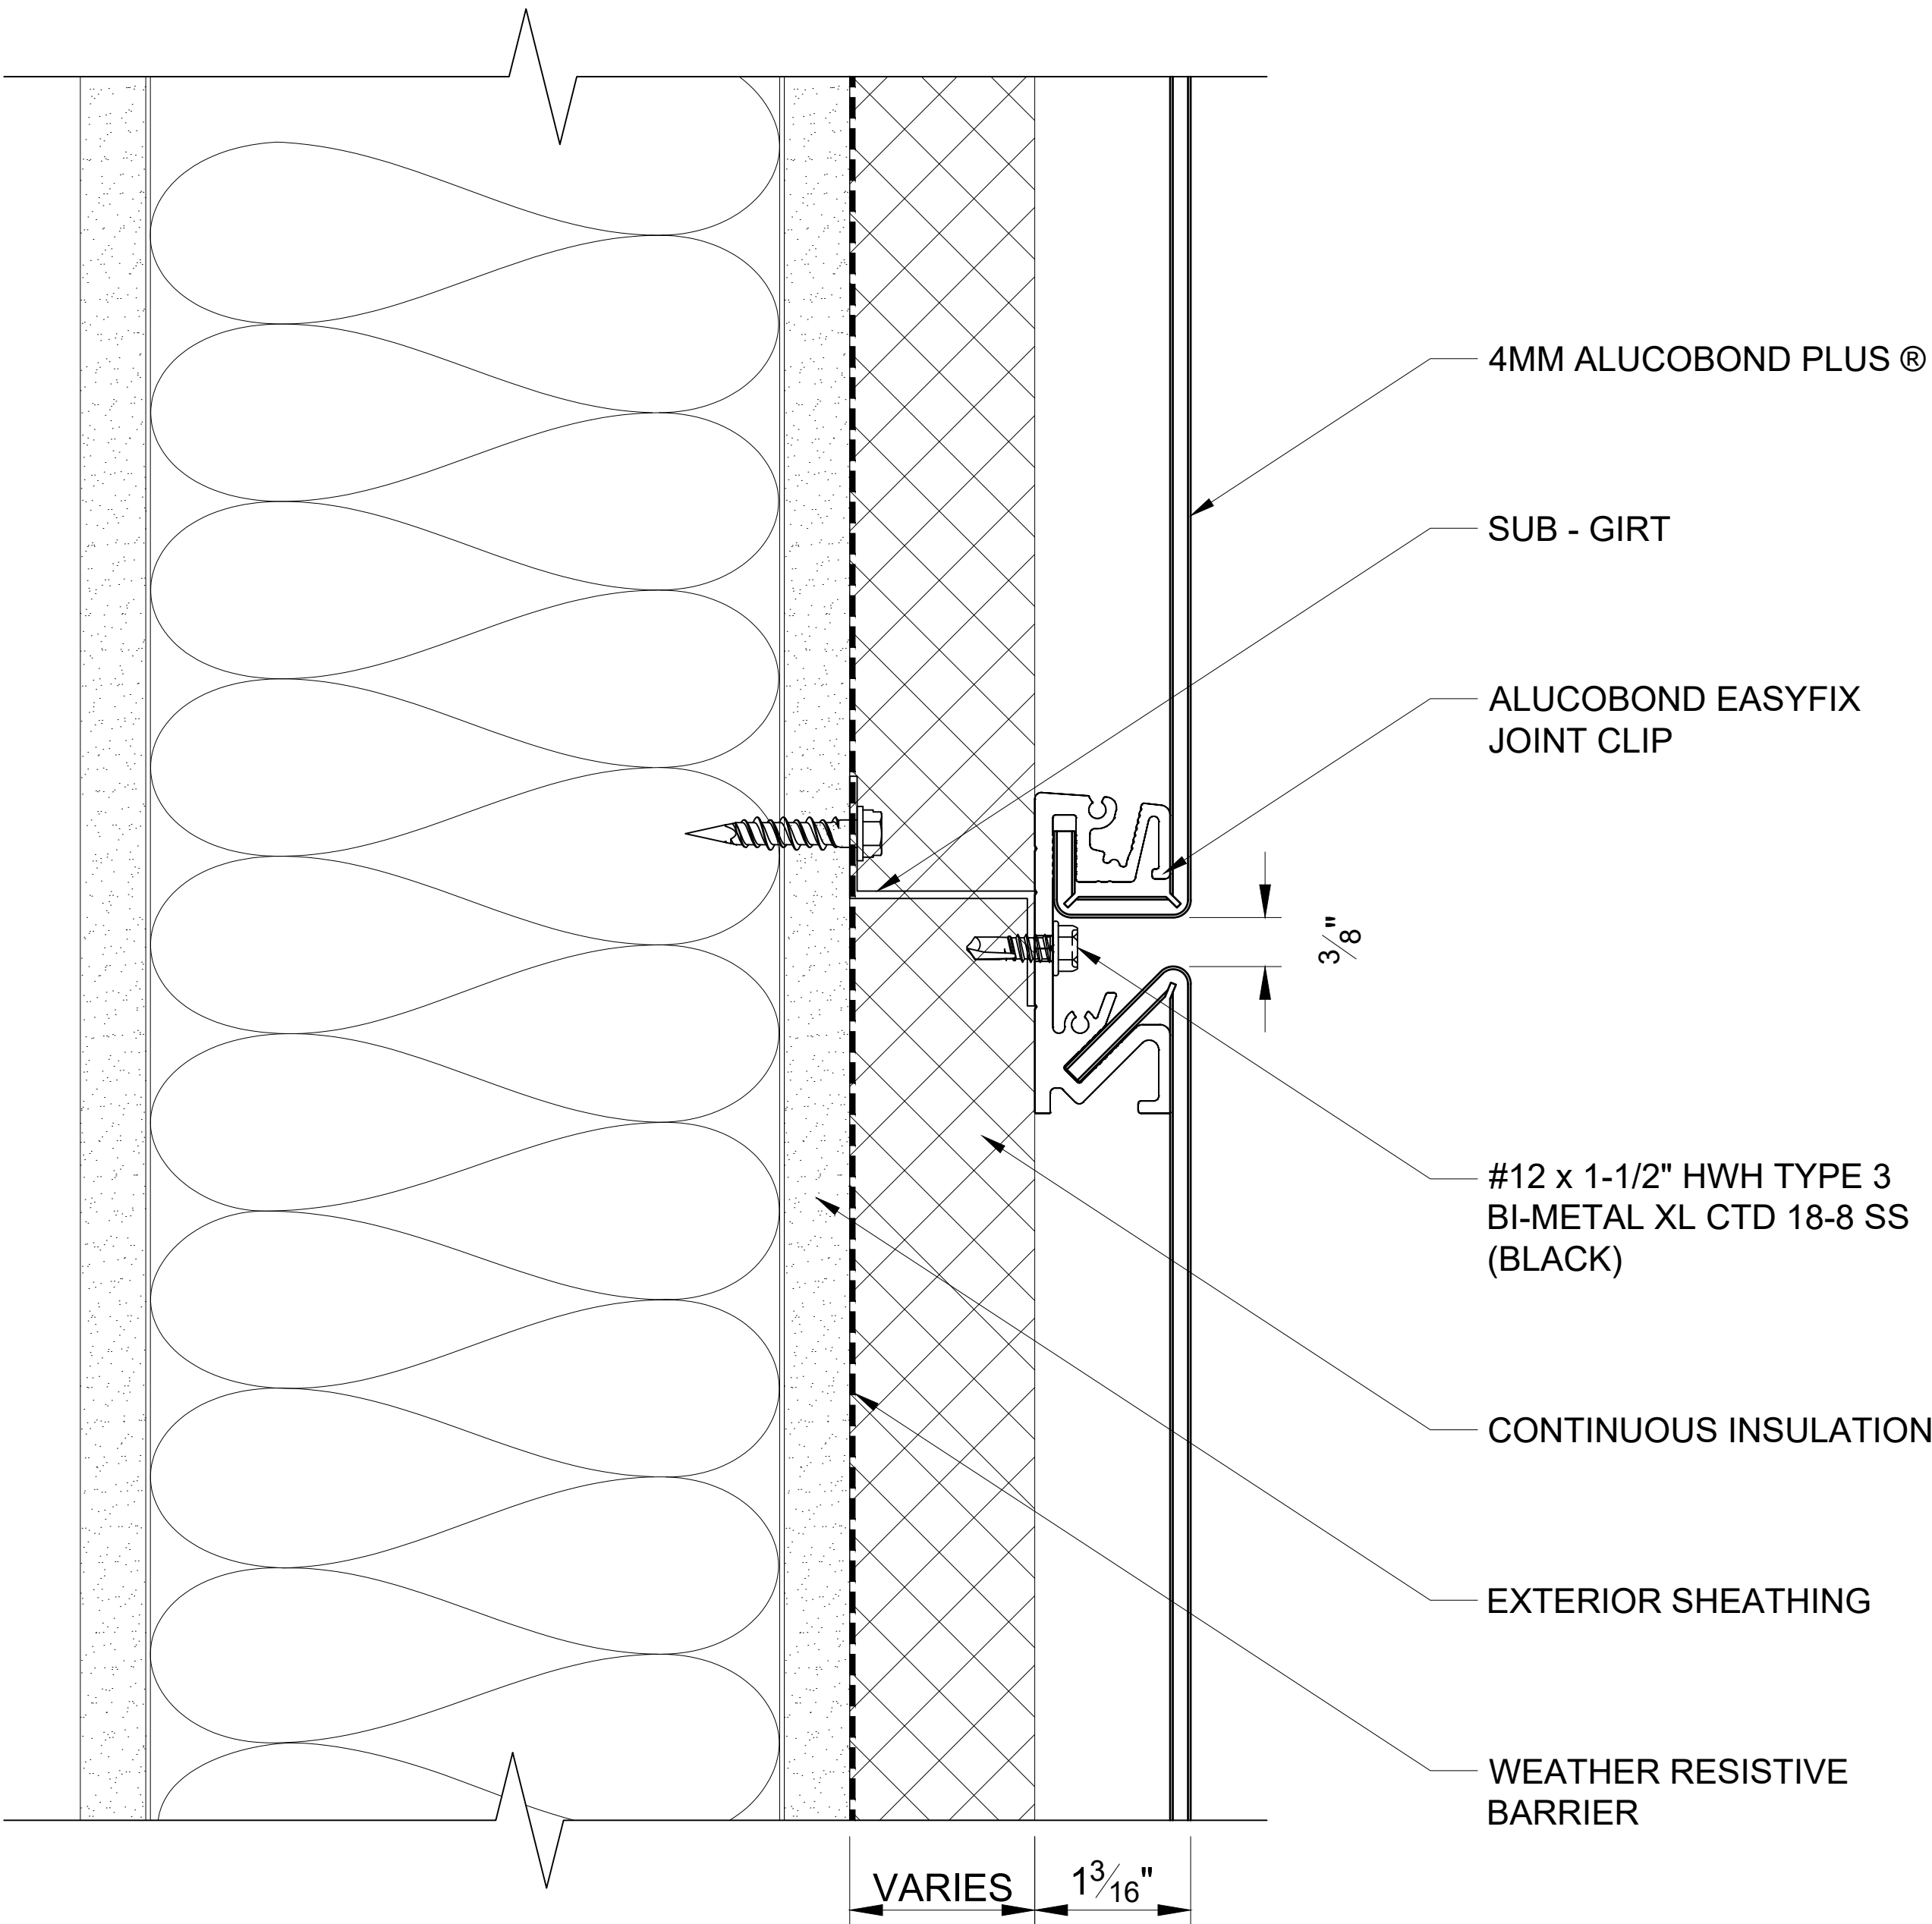 4MM ALUCOBOND PLUS ®
SUB - GIRT
ALUCOBOND EASYFIX
JOINT CLIP
3/8"
#12 x 1-1/2" HWH TYPE 3
BI-METAL XL CTD 18-8 SS
(BLACK)
CONTINUOUS INSULATION
EXTERIOR SHEATHING
WEATHER RESISTIVE
BARRIER
VARIES
1 3/16"